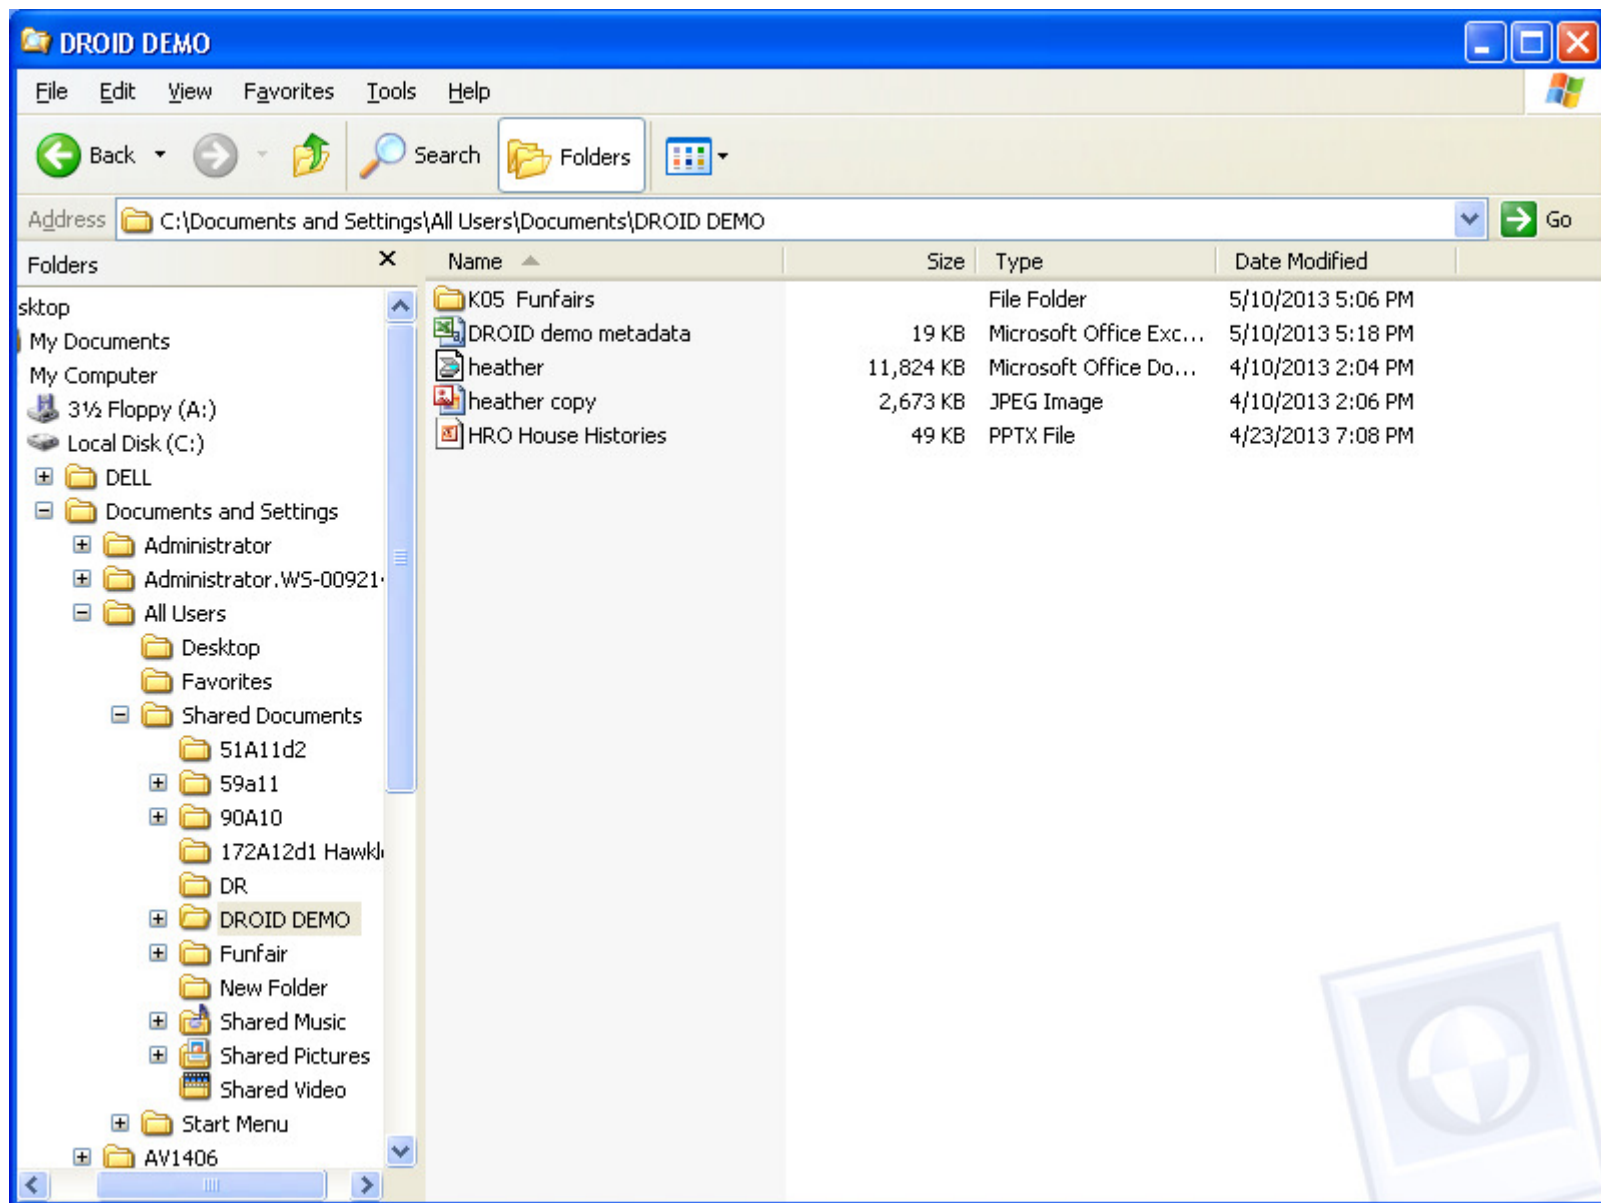 DROID DEMO
File Edit View Favorites Tools Help
Back Search Folders
Address C:\Documents and Settings\All Users\Documents\DROID DEMO Go
Folders
sktop
My Documents
My Computer
3½ Floppy (A:)
Local Disk (C:)
DELL
Documents and Settings
Administrator
Administrator.WS-00921
All Users
Desktop
Favorites
Shared Documents
51A11d2
59a11
90A10
172A12d1 Hawkl
DR
DROID DEMO
Funfair
New Folder
Shared Music
Shared Pictures
Shared Video
Start Menu
AV1406
Name Size Type Date Modified
K05 Funfairs File Folder 5/10/2013 5:06 PM
DROID demo metadata 19 KB Microsoft Office Exc... 5/10/2013 5:18 PM
heather 11,824 KB Microsoft Office Do... 4/10/2013 2:04 PM
heather copy 2,673 KB JPEG Image 4/10/2013 2:06 PM
HRO House Histories 49 KB PPTX File 4/23/2013 7:08 PM